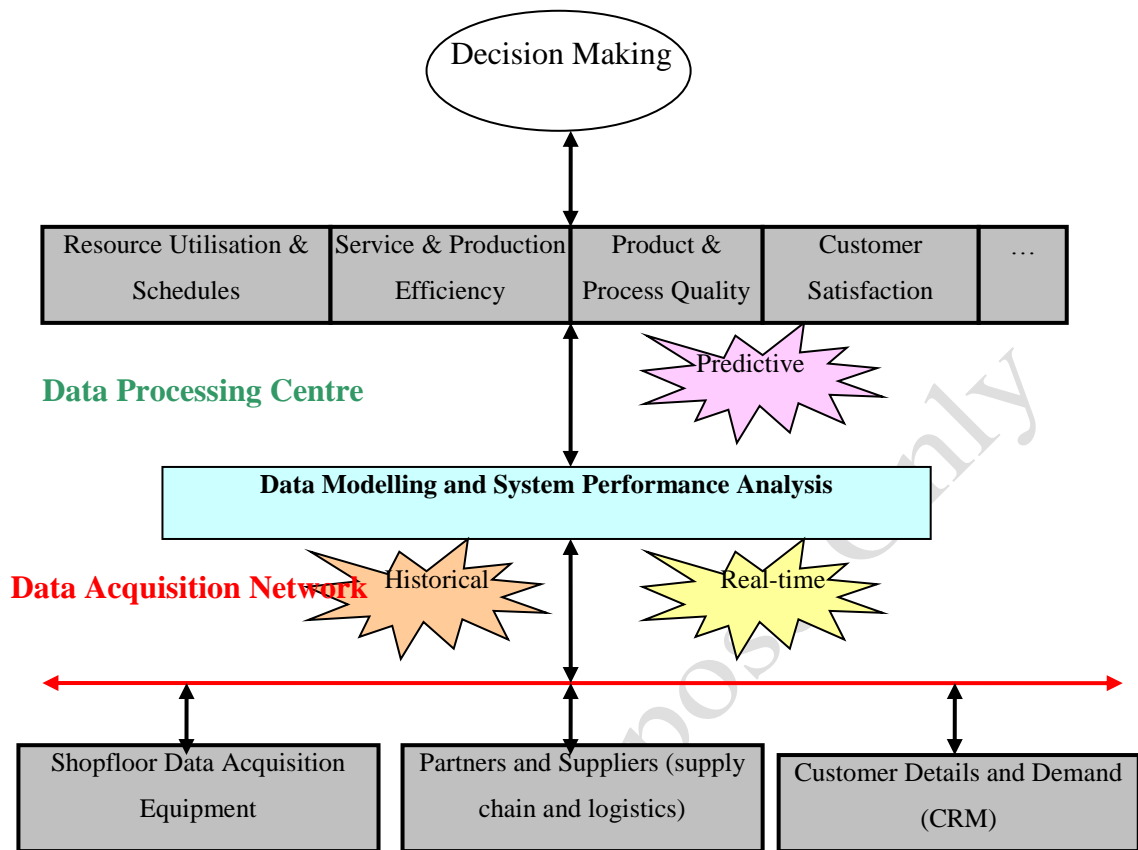 Decision Making
Resource Utilisation &
Schedules
Service & Production
Efficiency
Product &
Process Quality
Customer
Satisfaction
…
Predictive
Data Processing Centre
Data Modelling and System Performance Analysis
Historical
Real-time
Data Acquisition Network
Shopfloor Data Acquisition
Equipment
Partners and Suppliers (supply
chain and logistics)
Customer Details and Demand
(CRM)